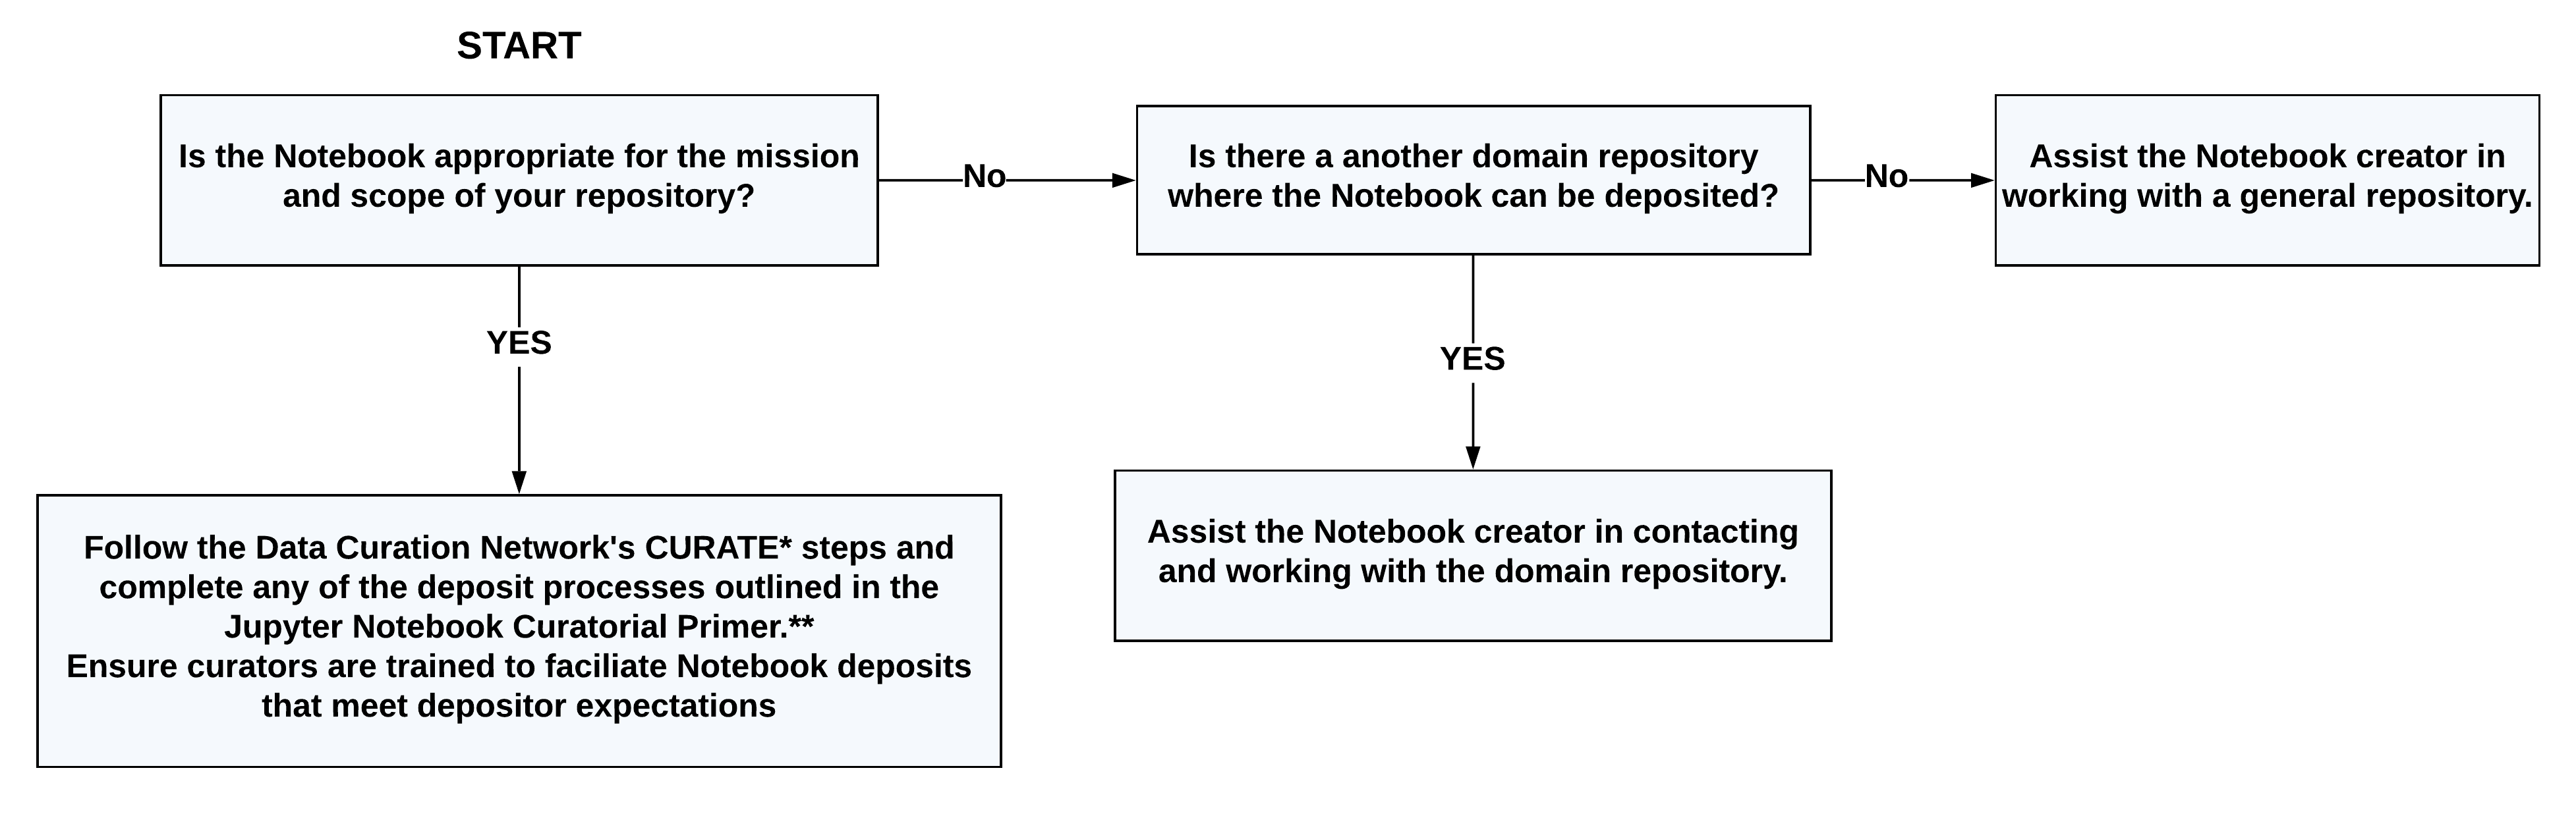 START
Is the Notebook appropriate for the mission
and scope of your repository?
No
Is there a another domain repository
where the Notebook can be deposited?
No
Assist the Notebook creator in
working with a general repository.
YES
YES
Follow the Data Curation Network's CURATE* steps and
complete any of the deposit processes outlined in the
Jupyter Notebook Curatorial Primer.**
Ensure curators are trained to faciliate Notebook deposits
that meet depositor expectations
Assist the Notebook creator in contacting
and working with the domain repository.